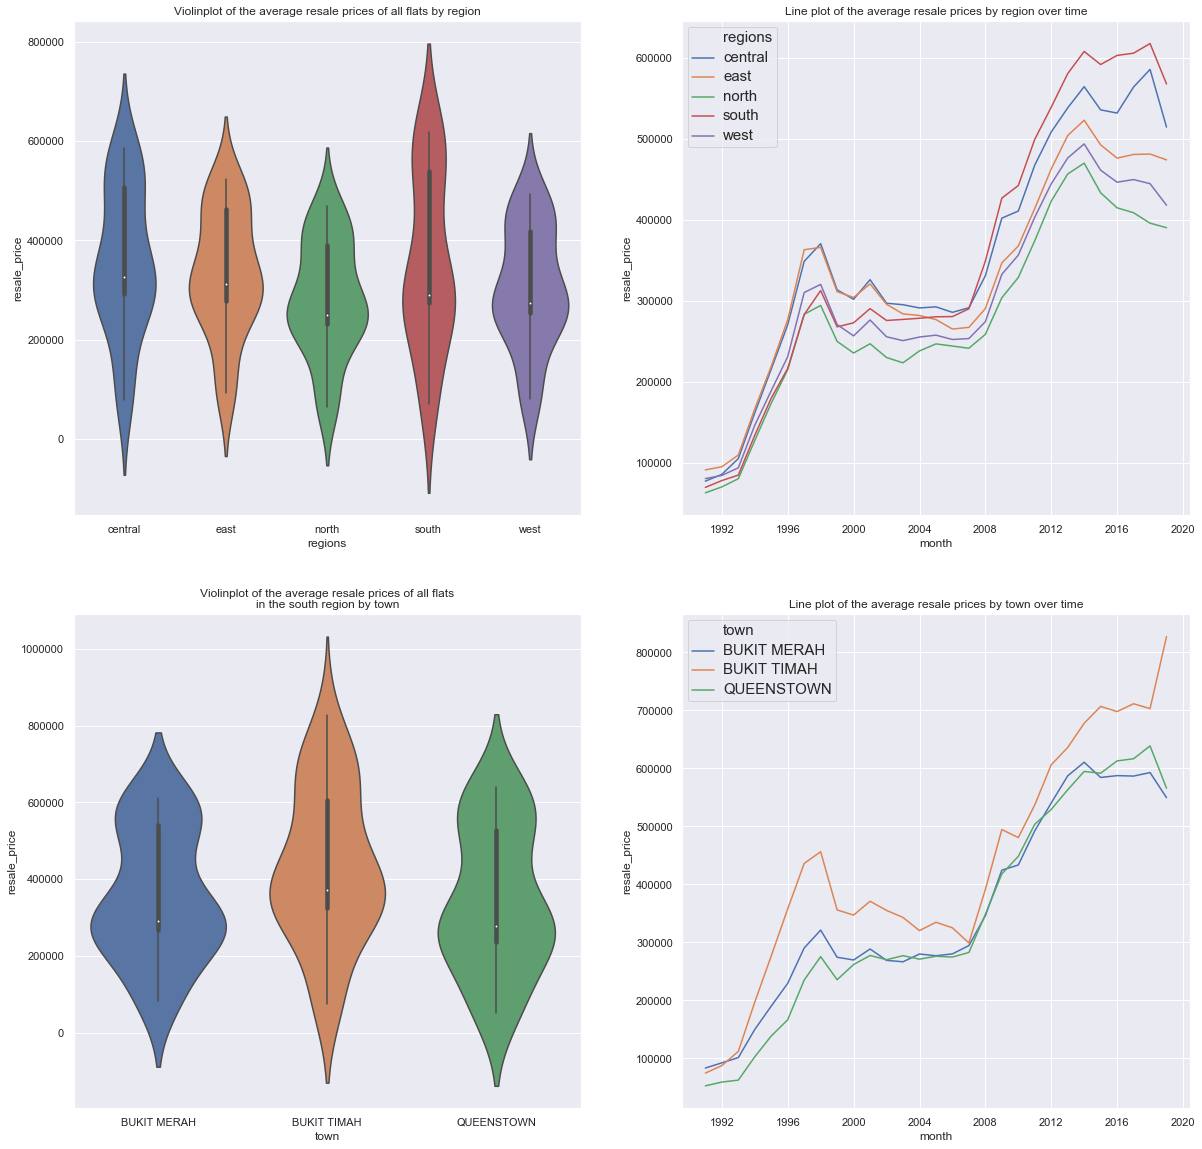 Violinplot of the average resale prices of all flats by region
800000
600000
400000
200000
0
resale_price
central
east
north
south
west
regions
Line plot of the average resale prices by region over time
regions
central
east
north
south
west
600000
500000
400000
300000
200000
100000
resale_price
1992
1996
2000
2004
2008
2012
2016
2020
month
Violinplot of the average resale prices of all flats
in the south region by town
1000000
800000
600000
400000
200000
0
resale_price
BUKIT MERAH
BUKIT TIMAH
QUEENSTOWN
town
Line plot of the average resale prices by town over time
town
BUKIT MERAH
BUKIT TIMAH
QUEENSTOWN
800000
700000
600000
500000
400000
300000
200000
100000
resale_price
1992
1996
2000
2004
2008
2012
2016
2020
month